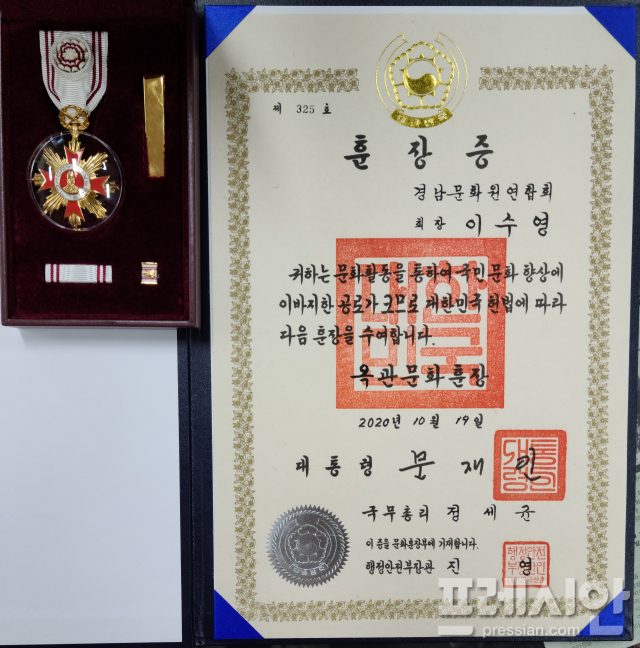 제 325 호
훈장증
경남문화원연합회
회장 이수영
귀하는 문화활동을 통하여 국민 문화 향상에
이바지한 공로가 크므로 대한민국 헌법에 따라
다음 훈장을 수여합니다.
옥관문화훈장
2020년 10월 19일
대통령 문재인
국무총리 정세균
이 증을 문화훈장부에 기재합니다.
행정안전부장관 진영
프레시안
pressian.com